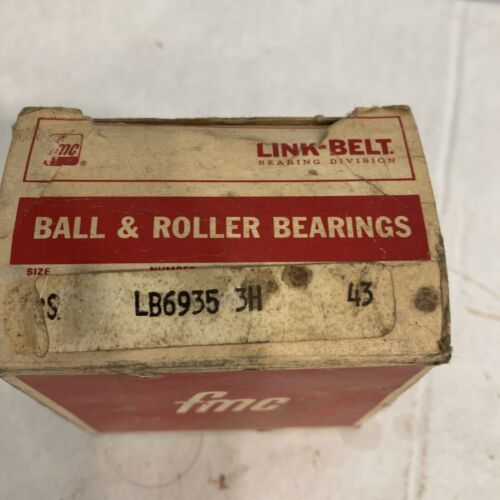 fmc ®
LINK-BELT.
BEARING DIVISION
BALL & ROLLER BEARINGS
SIZE
LB6935 3H 43
fmc